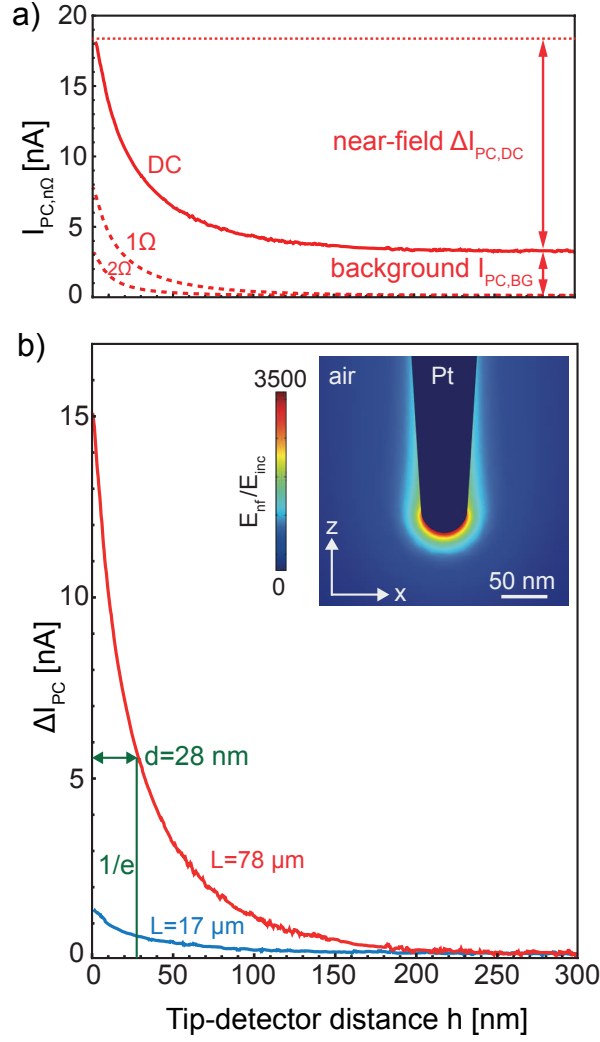 a)
20
15
10
5
0
I_PC,nΩ [nA]
DC
1Ω
2Ω
near-field ΔI_PC,DC
background I_PC,BG
b)
3500
0
E_nf/E_inc
air
Pt
z
x
50 nm
15
10
5
0
ΔI_PC [nA]
d=28 nm
1/e
L=78 μm
L=17 μm
0 50 100 150 200 250 300
Tip-detector distance h [nm]